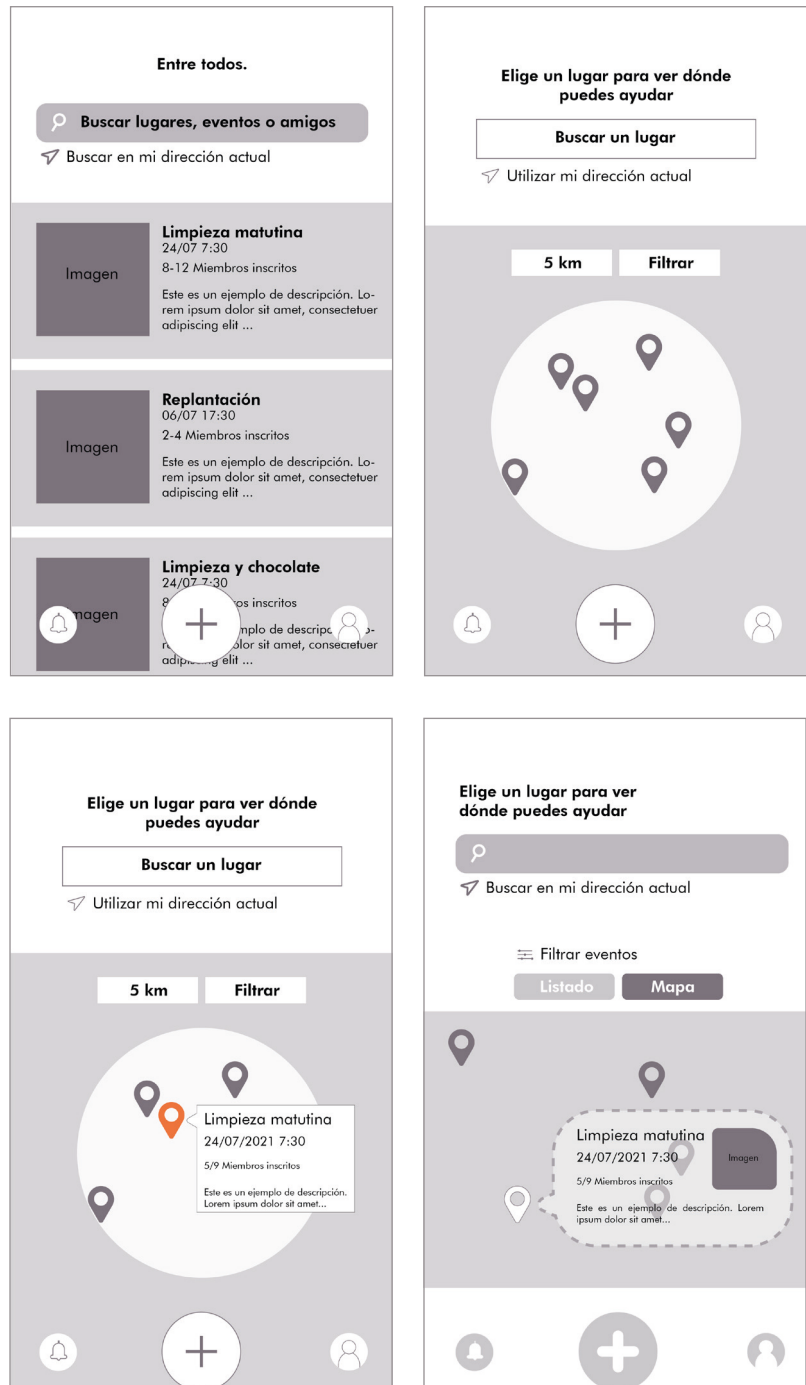 Entre todos.
Buscar lugares, eventos o amigos
Buscar en mi dirección actual
Imagen
Limpieza matutina
24/07 7:30
8-12 Miembros inscritos
Este es un ejemplo de descripción. Lo-
rem ipsum dolor sit amet, consectetuer
adipiscing elit ...
Imagen
Replantación
06/07 17:30
2-4 Miembros inscritos
Este es un ejemplo de descripción. Lo-
rem ipsum dolor sit amet, consectetuer
adipiscing elit ...
Limpieza y chocolate
24/07 7:30
inscritos
elit ...
Elige un lugar para ver dónde
puedes ayudar
Buscar un lugar
Utilizar mi dirección actual
5 km
Filtrar
Elige un lugar para ver dónde
puedes ayudar
Buscar un lugar
Utilizar mi dirección actual
5 km
Filtrar
Limpieza matutina
24/07/2021 7:30
5/9 Miembros inscritos
Este es un ejemplo de descripción.
Lorem ipsum dolor sit amet...
Elige un lugar para ver
dónde puedes ayudar
Buscar en mi dirección actual
Filtrar eventos
Listado
Mapa
Limpieza matutina
24/07/2021 7:30
5/9 Miembros inscritos
Este es un ejemplo de descripción. Lorem
ipsum dolor sit amet...
Imagen